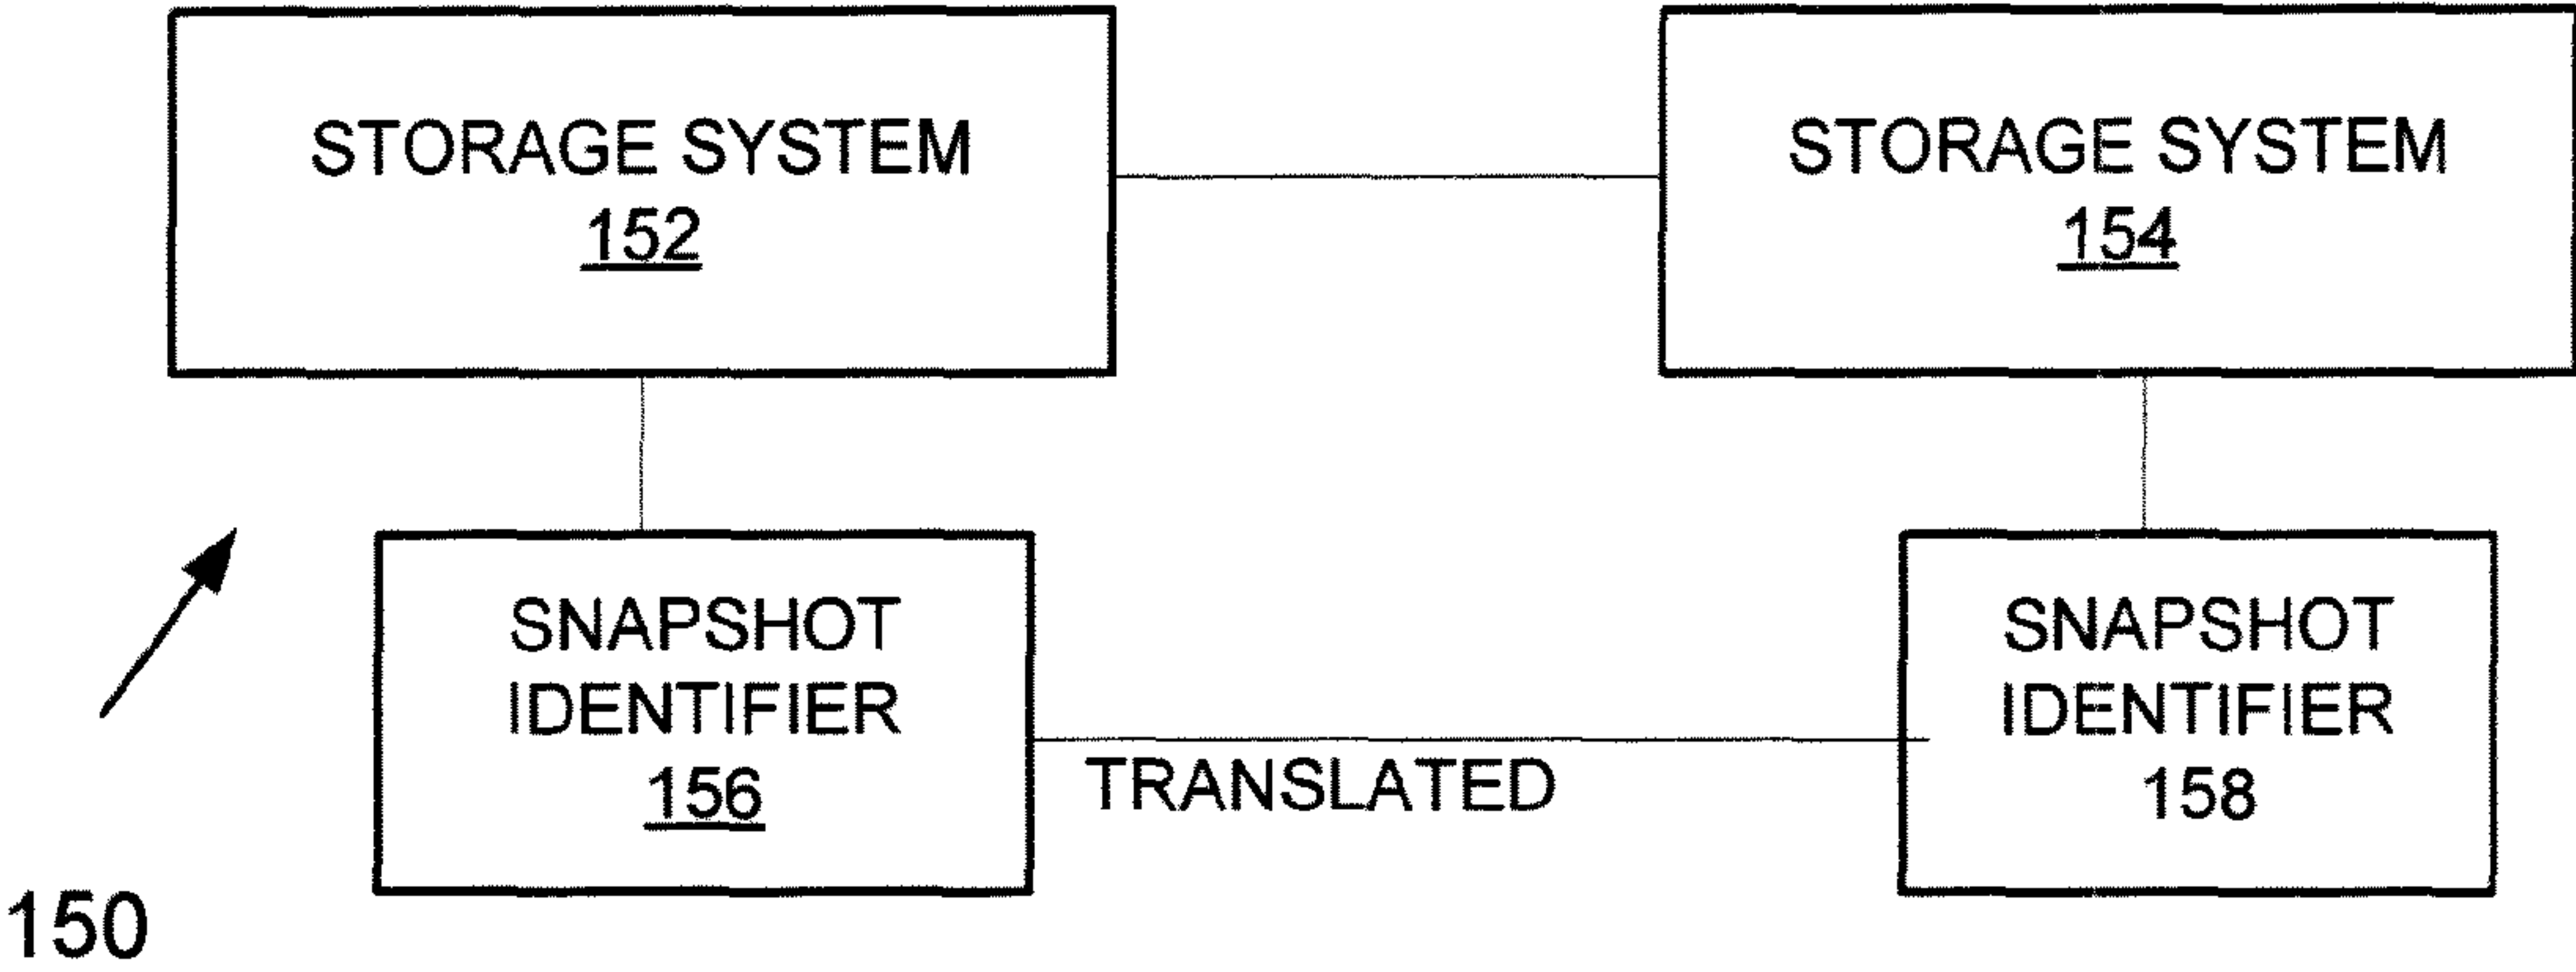 STORAGE SYSTEM
152
STORAGE SYSTEM
154
SNAPSHOT
IDENTIFIER
156
TRANSLATED
SNAPSHOT
IDENTIFIER
158
150